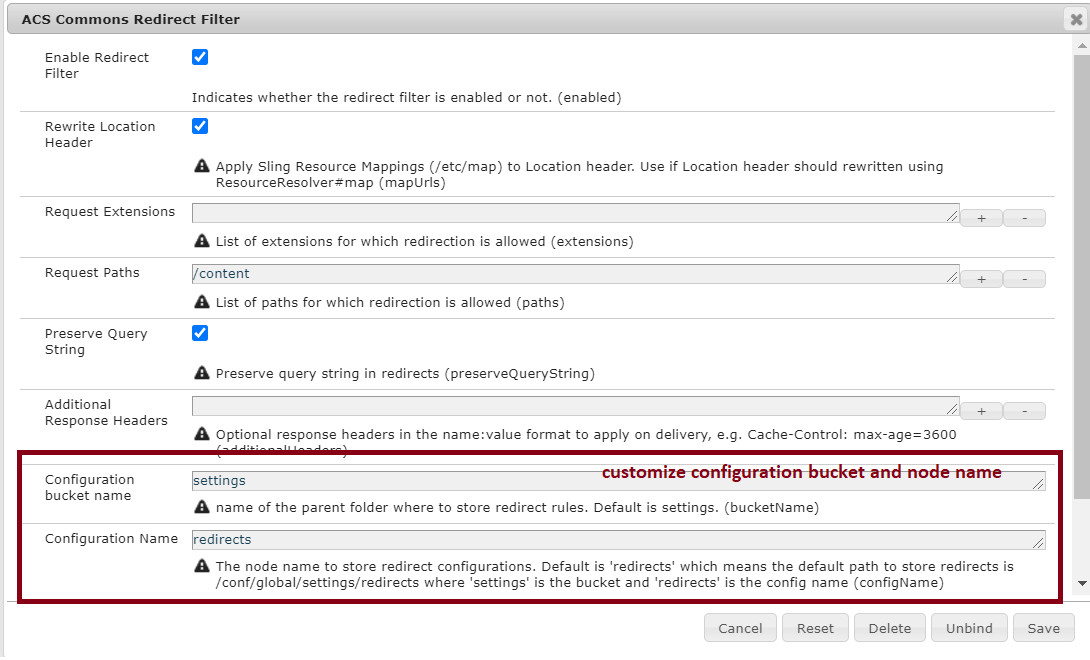 ACS Commons Redirect Filter
Enable Redirect
Filter
Indicates whether the redirect filter is enabled or not. (enabled)
Rewrite Location
Header
Apply Sling Resource Mappings (/etc/map) to Location header. Use if Location header should rewritten using
ResourceResolver#map (mapUrls)
Request Extensions
+ -
List of extensions for which redirection is allowed (extensions)
Request Paths
/content
+ -
List of paths for which redirection is allowed (paths)
Preserve Query
String
Preserve query string in redirects (preserveQueryString)
Additional
Response Headers
+ -
Optional response headers in the name:value format to apply on delivery, e.g. Cache-Control: max-age=3600
(additionalHeaders)
customize configuration bucket and node name
Configuration
bucket name
settings
name of the parent folder where to store redirect rules. Default is settings. (bucketName)
Configuration Name
redirects
The node name to store redirect configurations. Default is 'redirects' which means the default path to store redirects is
/conf/global/settings/redirects where 'settings' is the bucket and 'redirects' is the config name (configName)
Cancel Reset Delete Unbind Save